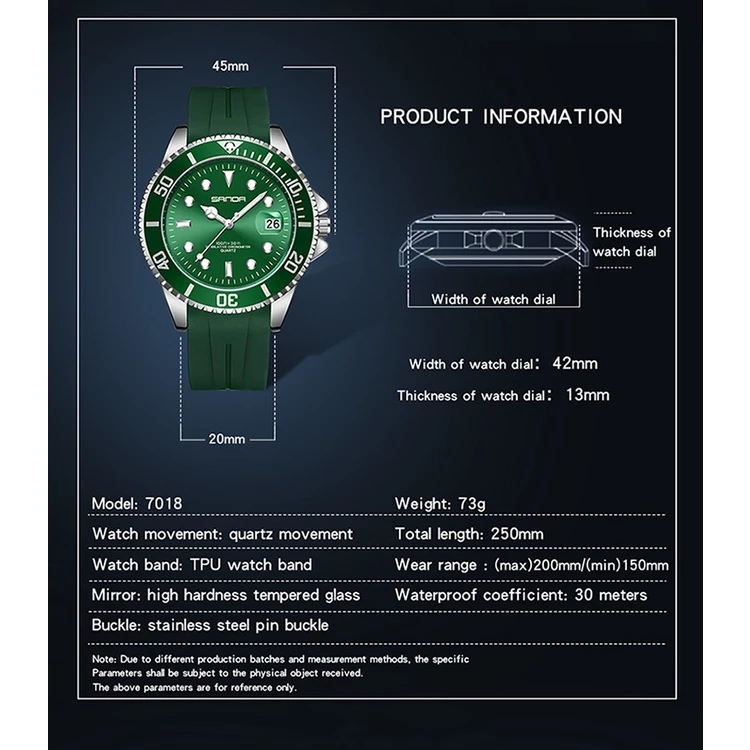 45mm
PRODUCT INFORMATION
50
10
SANDA
26
40
20
30
QUARTZ
Thickness of
watch dial
Width of watch dial
Width of watch dial: 42mm
Thickness of watch dial: 13mm
20mm
Model: 7018
Weight: 73g
Watch movement: quartz movement
Total length: 250mm
Watch band: TPU watch band
Wear range : (max)200mm/(min)150mm
Mirror: high hardness tempered glass
Waterproof coefficient: 30 meters
Buckle: stainless steel pin buckle
Note: Due to different production batches and measurement methods, the specific
Parameters shall be subject to the physical object received.
The above parameters are for reference only.